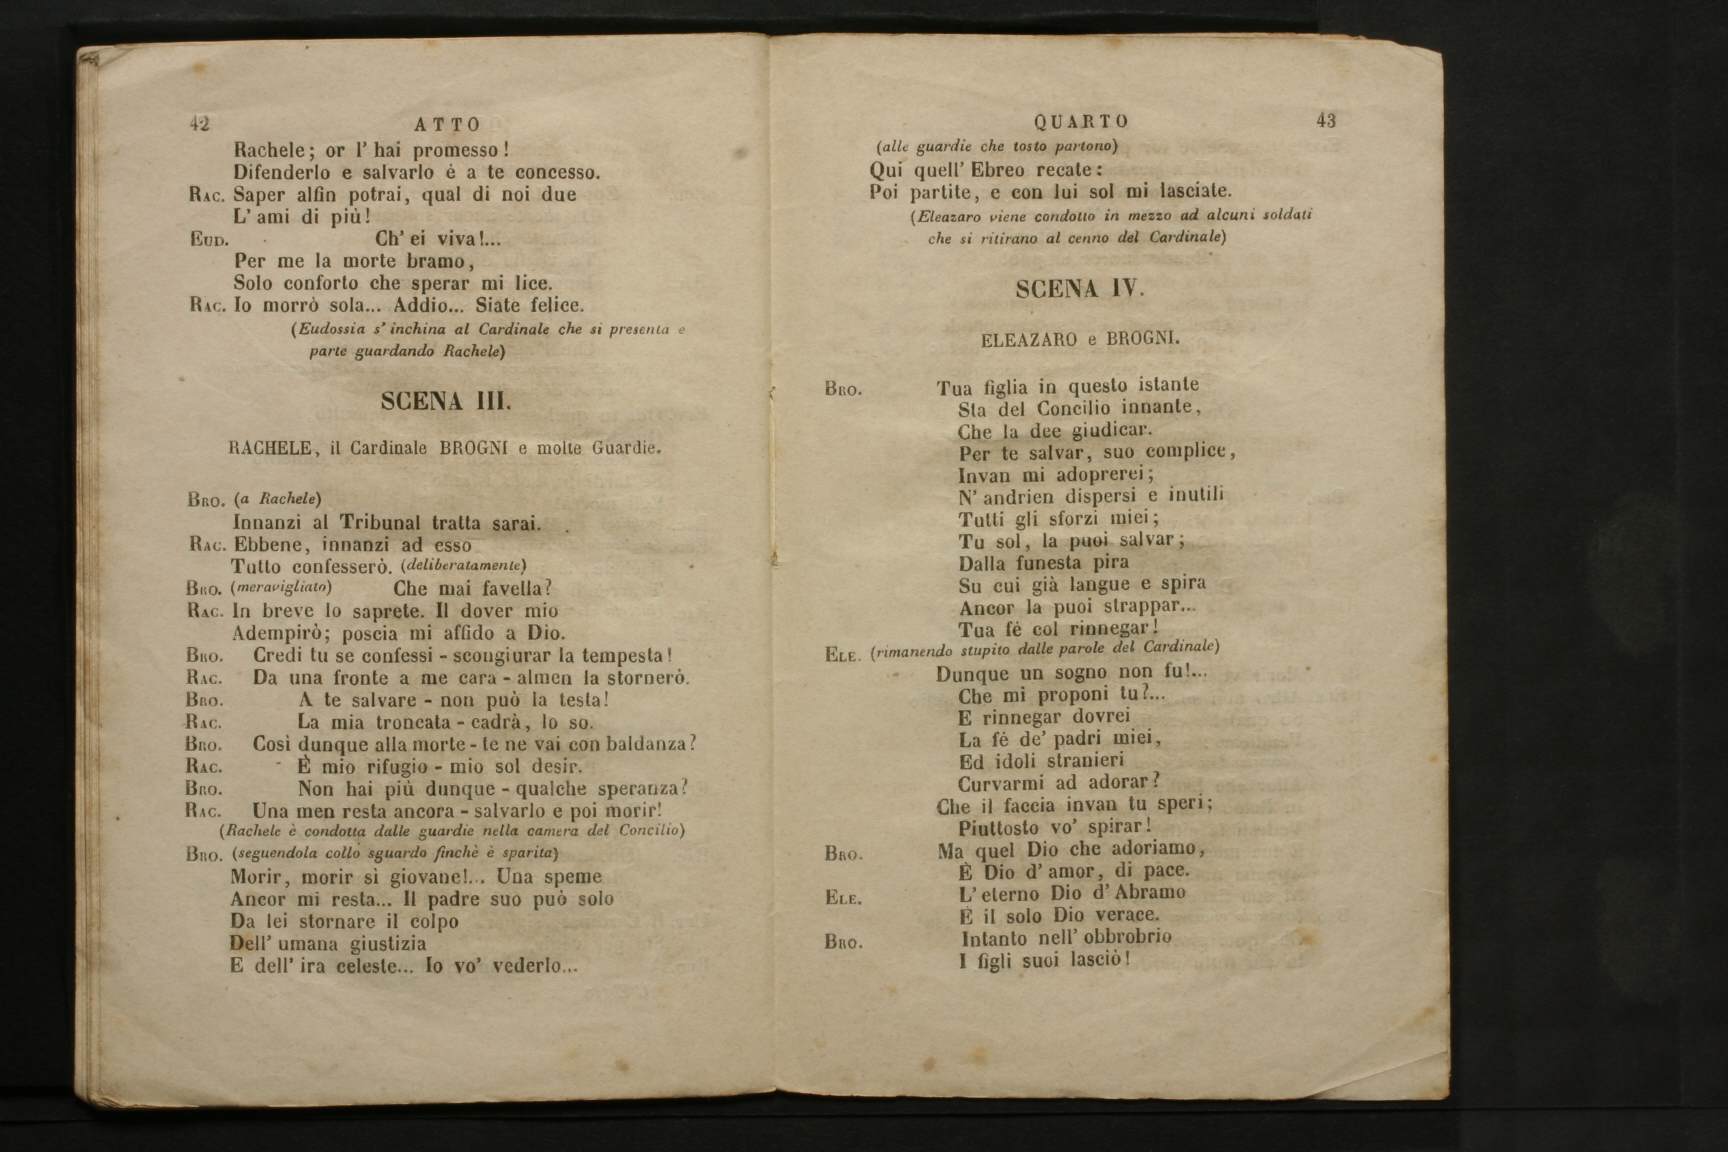 42
ATTO
Rachele; or l' hai promesso!
Difenderlo e salvarlo è a te concesso.
RAC. Saper alfin potrai, qual di noi due
L' ami di più!
EUD. Ch' ei viva!...
Per me la morte bramo,
Solo conforto che sperar mi lice.
RAC. Io morrò sola... Addio... Siate felice.
(Eudossia s' inchina al Cardinale che si presenta e
parte guardando Rachele)
SCENA III.
RACHELE, il Cardinale BROGNI e molte Guardie.
BRO. (a Rachele)
Innanzi al Tribunal tratta sarai.
RAC. Ebbene, innanzi ad esso
Tutto confesserò. (deliberatamente)
BRO. (meravigliato) Che mai favella?
RAC. In breve lo saprete. Il dover mio
Adempirò; poscia mi affido a Dio.
BRO. Credi tu se confessi - scongiurar la tempesta!
RAC. Da una fronte a me cara - almen la stornerò.
BRO. A te salvare - non può la testa!
RAC. La mia troncata - cadrà, lo so.
BRO. Così dunque alla morte - te ne vai con baldanza?
RAC. È mio rifugio - mio sol desir.
BRO. Non hai più dunque - qualche speranza?
RAC. Una men resta ancora - salvarlo e poi morir!
(Rachele è condotta dalle guardie nella camera del Concilio)
BRO. (seguendola collo sguardo finchè è sparita)
Morir, morir sì giovane!... Una speme
Ancor mi resta... Il padre suo può solo
Da lei stornare il colpo
Dell' umana giustizia
E dell' ira celeste... Io vo' vederlo...
QUARTO
43
(alle guardie che tosto partono)
Qui quell' Ebreo recate:
Poi partite, e con lui sol mi lasciate.
(Eleazaro viene condotto in mezzo ad alcuni soldati
che si ritirano al cenno del Cardinale)
SCENA IV.
ELEAZARO e BROGNI.
BRO. Tua figlia in questo istante
Sta del Concilio innante,
Che la dee giudicar.
Per te salvar, suo complice,
Invan mi adoprerei;
N' andrien dispersi e inutili
Tutti gli sforzi miei;
Tu sol, la puoi salvar;
Dalla funesta pira
Su cui già langue e spira
Ancor la puoi strappar...
Tua fè col rinnegar!
ELE. (rimanendo stupito dalle parole del Cardinale)
Dunque un sogno non fu!...
Che mi proponi tu?...
E rinnegar dovrei
La fè de' padri miei,
Ed idoli stranieri
Curvarmi ad adorar?
Che il faccia invan tu speri;
Piuttosto vo' spirar!
BRO. Ma quel Dio che adoriamo,
È Dio d' amor, di pace.
ELE. L' eterno Dio d' Abramo
È il solo Dio verace.
BRO. Intanto nell' obbrobrio
I figli suoi lasciò!